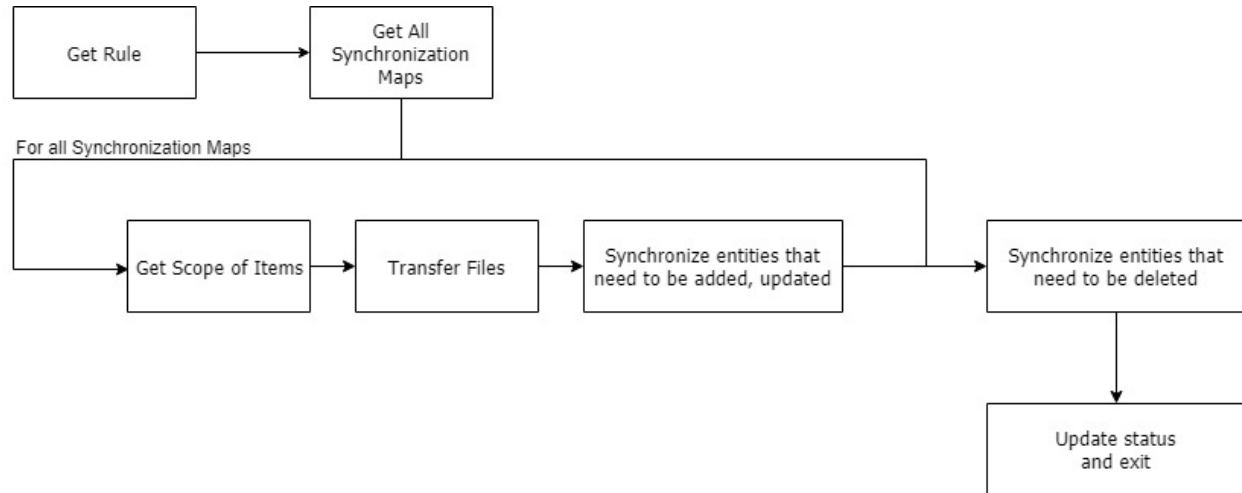 Get Rule
Get All
Synchronization
Maps
For all Synchronization Maps
Get Scope of Items
Transfer Files
Synchronize entities that
need to be added, updated
Synchronize entities that
need to be deleted
Update status
and exit